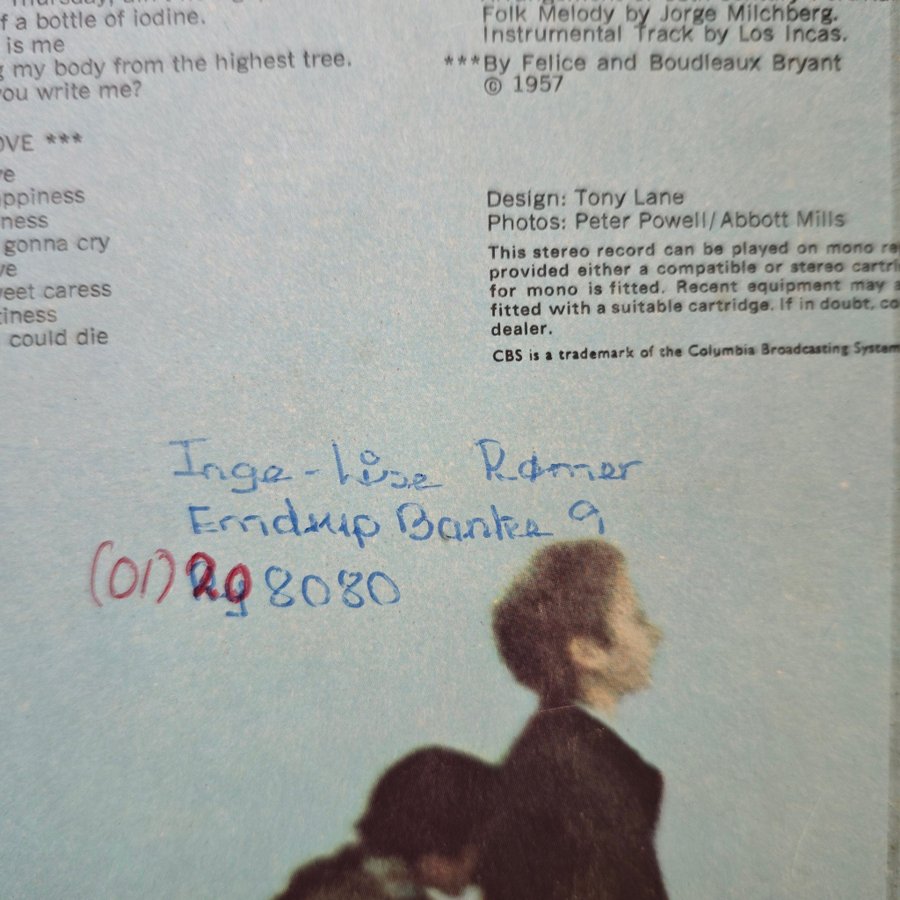 f a bottle of iodine.
is me
my body from the highest tree.
ou write me?
OVE ***
ve
appiness
ness
gonna cry
ve
weet caress
tiness
could die
Folk Melody by Jorge Milchberg.
Instrumental Track by Los Incas.
***By Felice and Boudleaux Bryant
© 1957
Design: Tony Lane
Photos: Peter Powell/Abbott Mills
This stereo record can be played on mono re
provided either a compatible or stereo cartri
for mono is fitted. Recent equipment may a
fitted with a suitable cartridge. If in doubt, co
dealer.
CBS is a trademark of the Columbia Broadcasting System
Inge-Lise Rømer
Emdrup Banke 9
(01) 20 8080